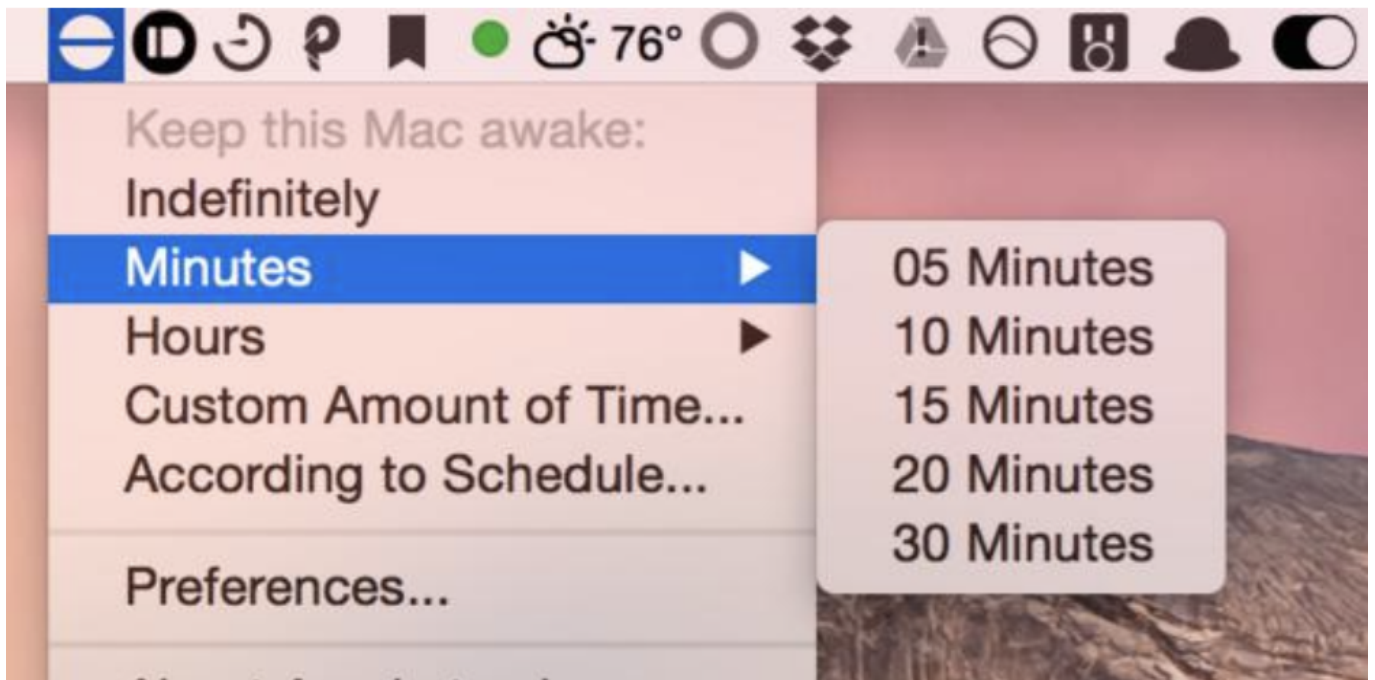 76°
Keep this Mac awake:
Indefinitely
Minutes
Hours
Custom Amount of Time...
According to Schedule...
Preferences...
05 Minutes
10 Minutes
15 Minutes
20 Minutes
30 Minutes